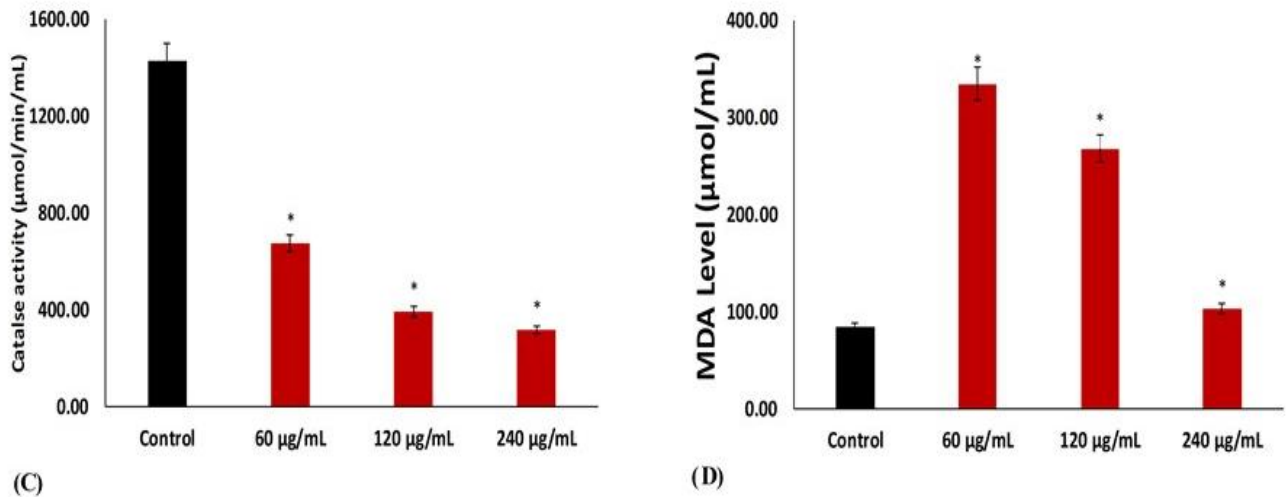 Catalse activity (µmol/min/mL)
1600.00
1200.00
800.00
400.00
0.00
*
*
*
Control
60 µg/mL
120 µg/mL
240 µg/mL
(C)
MDA Level (µmol/mL)
400.00
300.00
200.00
100.00
0.00
*
*
*
Control
60 µg/mL
120 µg/mL
240 µg/mL
(D)